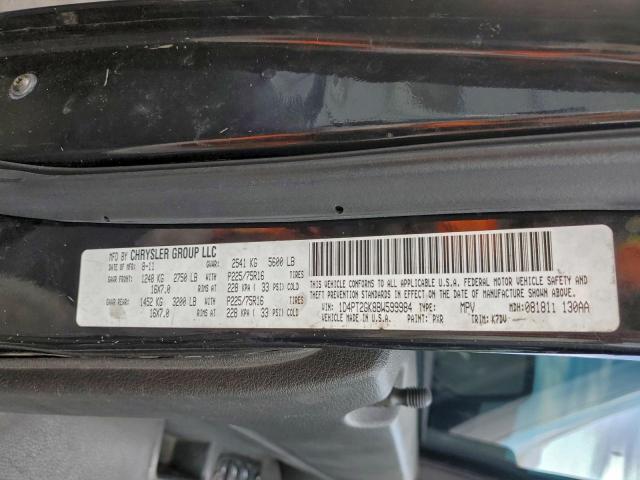 MFD BY CHRYSLER GROUP LLC
DATE OF MFR: 8-11 GVWR: 2541 KG 5600 LB
GAWR FRONT: 1248 KG 2750 LB WITH P225/75R16 TIRES
16X7.0 RIMS AT 228 KPA ( 33 PSI) COLD
GAWR REAR: 1452 KG 3200 LB WITH P225/75R16 TIRES
16X7.0 RIMS AT 228 KPA ( 33 PSI) COLD
THIS VEHICLE CONFORMS TO ALL APPLICABLE U.S.A. FEDERAL MOTOR VEHICLE SAFETY AND
THEFT PREVENTION STANDARDS IN EFFECT ON THE DATE OF MANUFACTURE SHOWN ABOVE.
VIN: 1D4PT2GK9BW599984 TYPE: MPV MDH: 081811 130AA
PAINT: PXR TRIM: K7DV